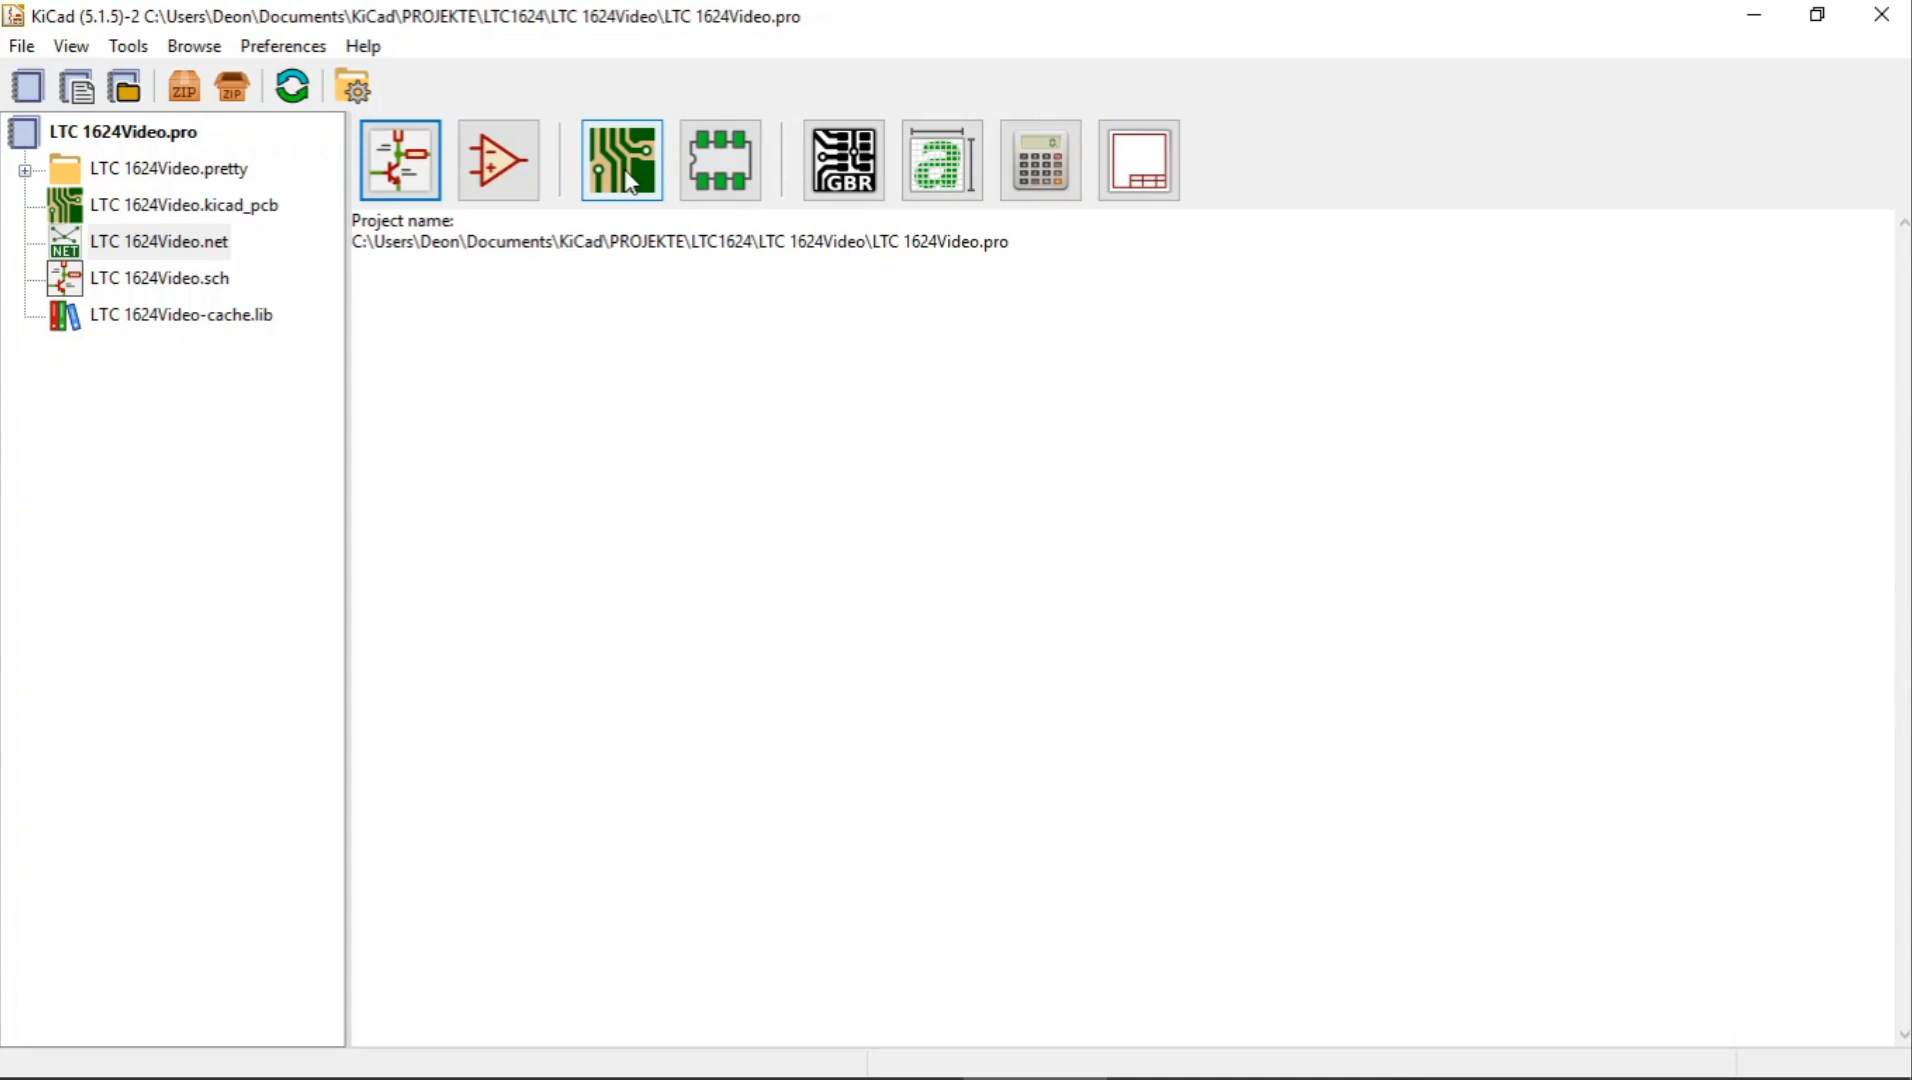 KiCad (5.1.5)-2 C:\Users\Deon\Documents\KiCad\PROJEKTE\LTC1624\LTC 1624Video\LTC 1624Video.pro
File View Tools Browse Preferences Help
ZIP ZIP
LTC 1624Video.pro
LTC 1624Video.pretty
LTC 1624Video.kicad_pcb
NET LTC 1624Video.net
LTC 1624Video.sch
LTC 1624Video-cache.lib
GBR a 0.
Project name:
C:\Users\Deon\Documents\KiCad\PROJEKTE\LTC1624\LTC 1624Video\LTC 1624Video.pro